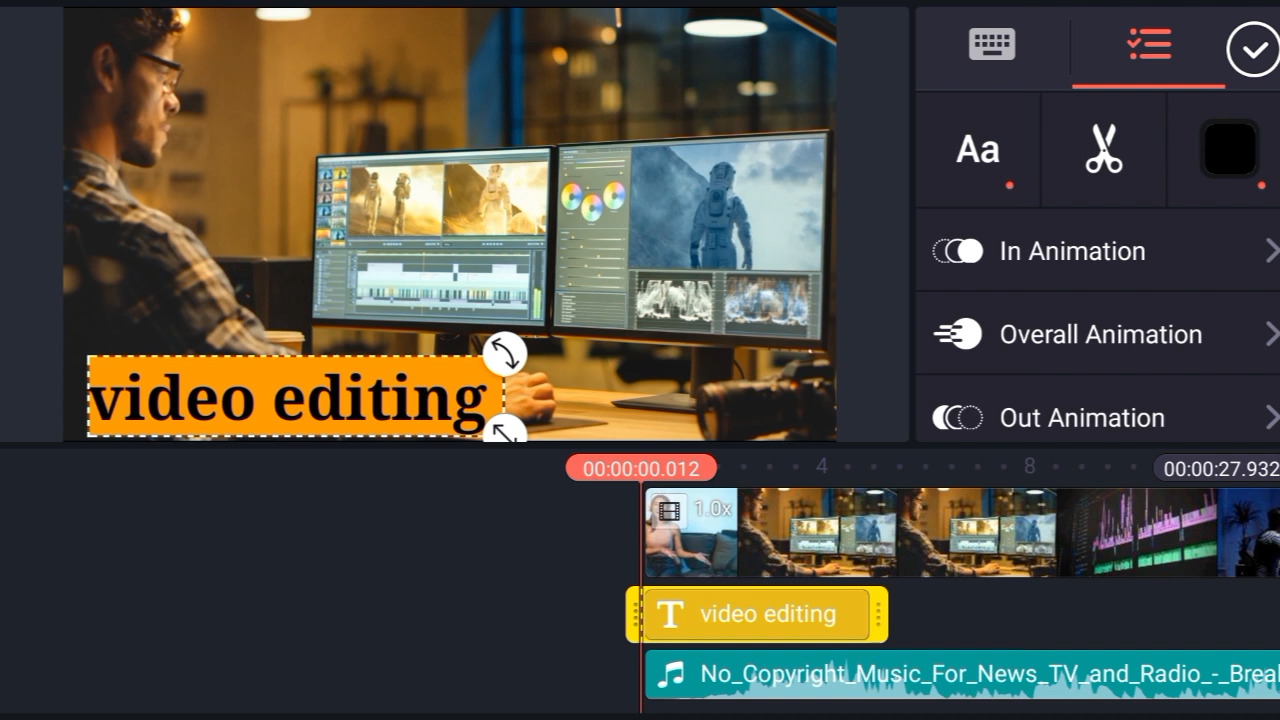 Aa
In Animation
Overall Animation
video editing
Out Animation
00:00:00.012
4
8
00:00:27.932
1.0x
video editing
No_Copyright_Music_For_News_TV_and_Radio_-_Breal